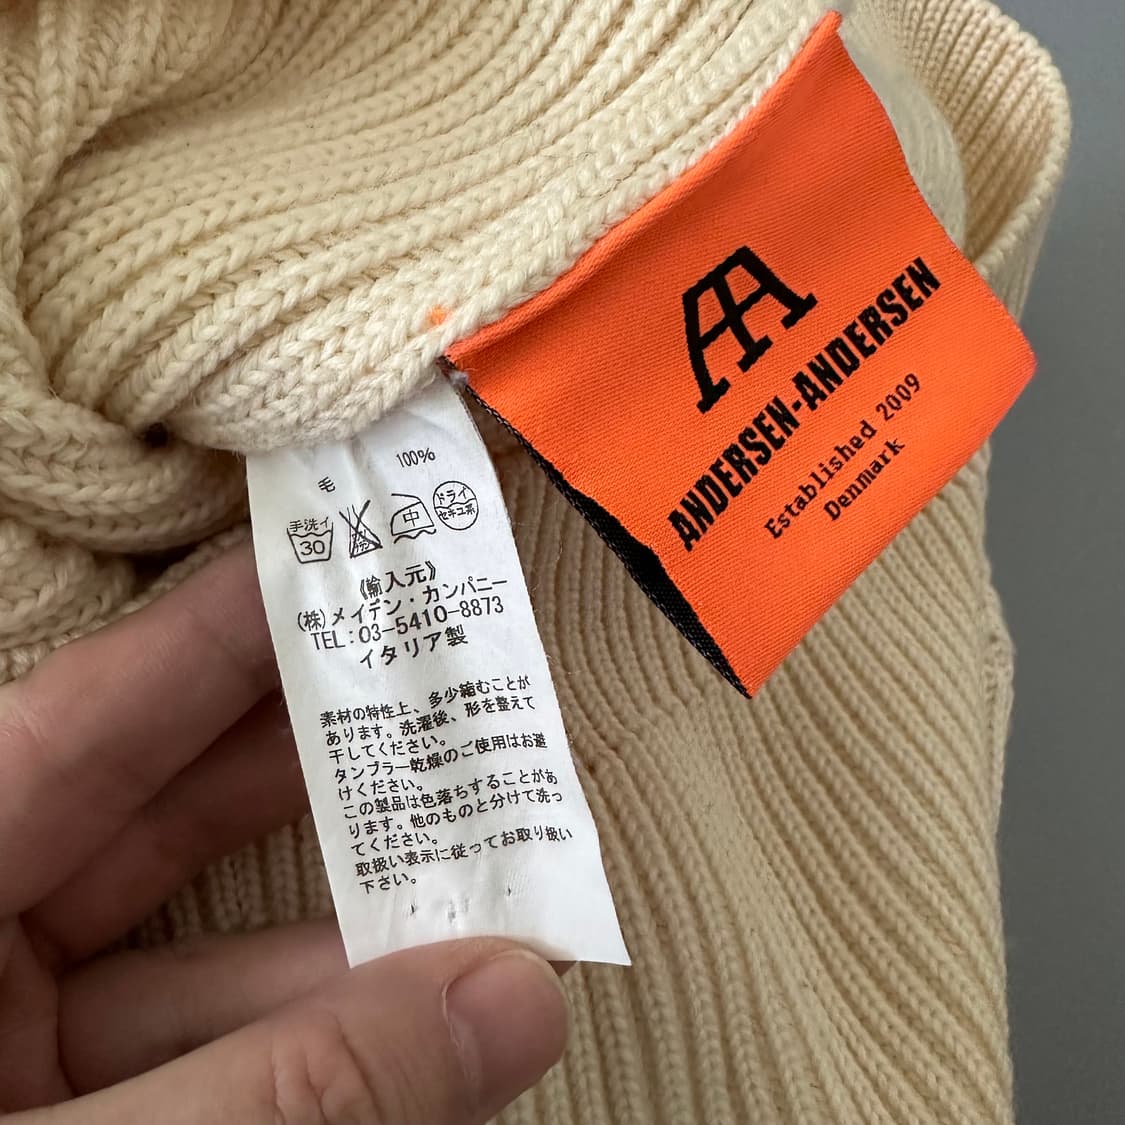 毛 100%
手洗イ
30
中
ドライ
セキユ系
《輸入元》
(株)メイデン・カンパニー
TEL:03-5410-8873
イタリア製
素材の特性上、多少縮むことが
あります。洗濯後、形を整えて
干してください。
タンブラー乾燥のご使用はお避
けください。
この製品は色落ちすることがあ
ります。他のものと分けて洗っ
てください。
取扱い表示に従ってお取り扱い
下さい。
AA
ANDERSEN-ANDERSEN
Established 2009
Denmark